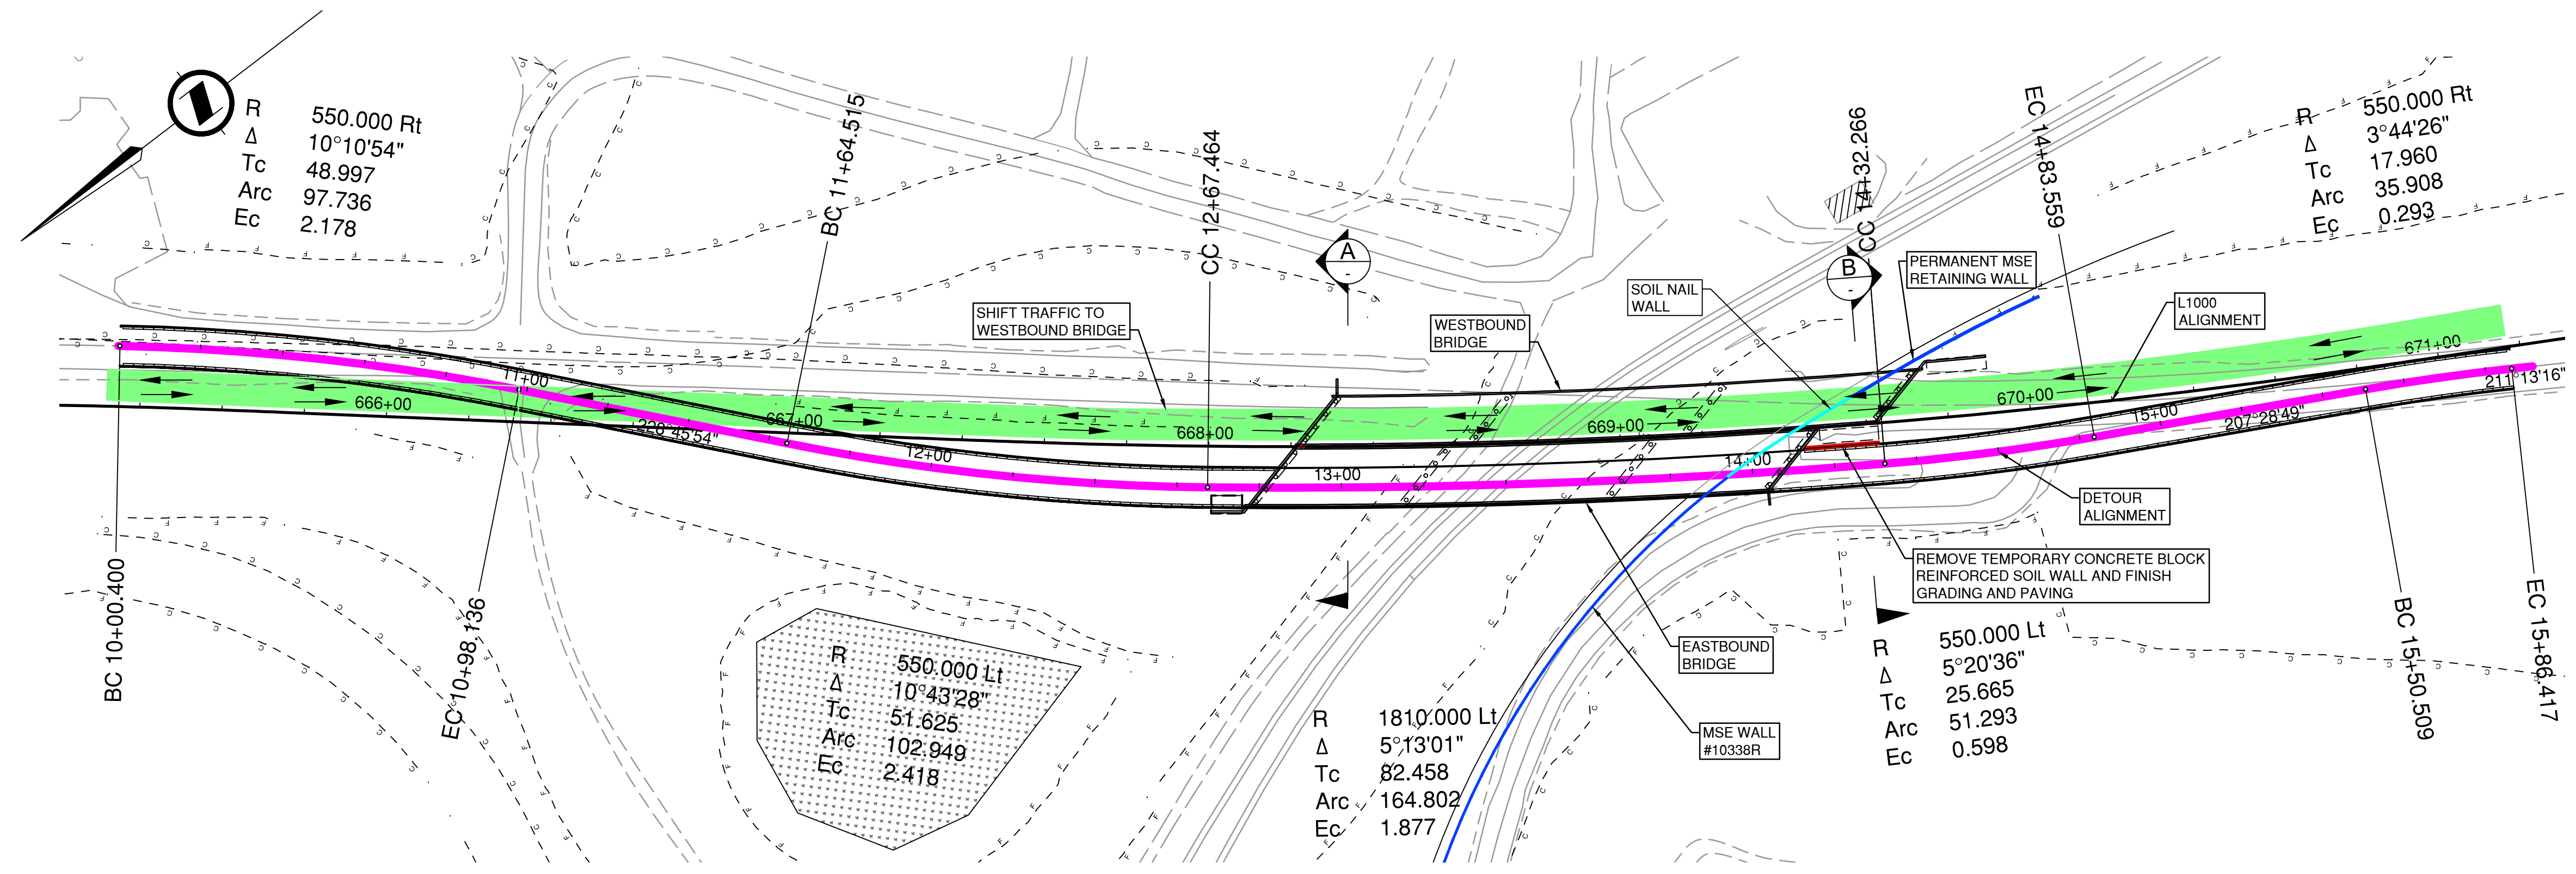 R 550.000 Rt
Δ 10°10'54"
Tc 48.997
Arc 97.736
Ec 2.178
BC 11+64.515
CC 12+67.464
A
-
CC 14+32.266
B
-
EC 14+83.559
R 550.000 Rt
Δ 3°44'26"
Tc 17.960
Arc 35.908
Ec 0.293
PERMANENT MSE
RETAINING WALL
SOIL NAIL
WALL
L1000
ALIGNMENT
SHIFT TRAFFIC TO
WESTBOUND BRIDGE
WESTBOUND
BRIDGE
666+00
11+00
667+00
228°45'54"
12+00
668+00
13+00
669+00
14+00
670+00
15+00
671+00
207°28'49"
211°13'16"
DETOUR
ALIGNMENT
REMOVE TEMPORARY CONCRETE BLOCK
REINFORCED SOIL WALL AND FINISH
GRADING AND PAVING
BC 10+00.400
EC 10+98.136
EASTBOUND
BRIDGE
MSE WALL
#10338R
BC 15+50.509
EC 15+86.417
R 550.000 Lt
Δ 10°43'28"
Tc 51.625
Arc 102.949
Ec 2.418
R 1810.000 Lt
Δ 5°13'01"
Tc 82.458
Arc 164.802
Ec 1.877
R 550.000 Lt
Δ 5°20'36"
Tc 25.665
Arc 51.293
Ec 0.598